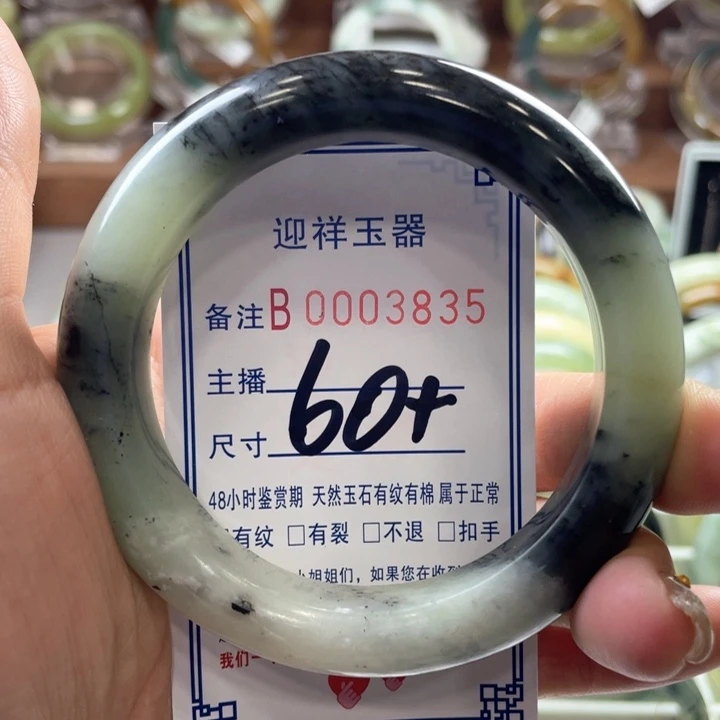 迎祥玉器
备注 B 0003835
主播
尺寸 60+
48小时鉴赏期 天然玉石有纹有棉 属于正常
有纹 □有裂 □不退 □扣手
小姐姐们，如果您在收到
我们一